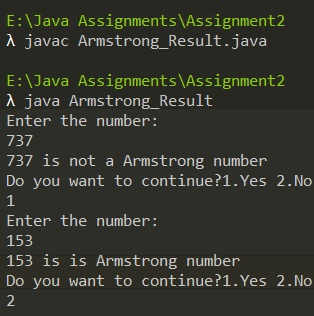 E:\Java Assignments\Assignment2
λ javac Armstrong_Result.java
E:\Java Assignments\Assignment2
λ java Armstrong_Result
Enter the number:
737
737 is not a Armstrong number
Do you want to continue?1.Yes 2.No
1
Enter the number:
153
153 is is Armstrong number
Do you want to continue?1.Yes 2.No
2